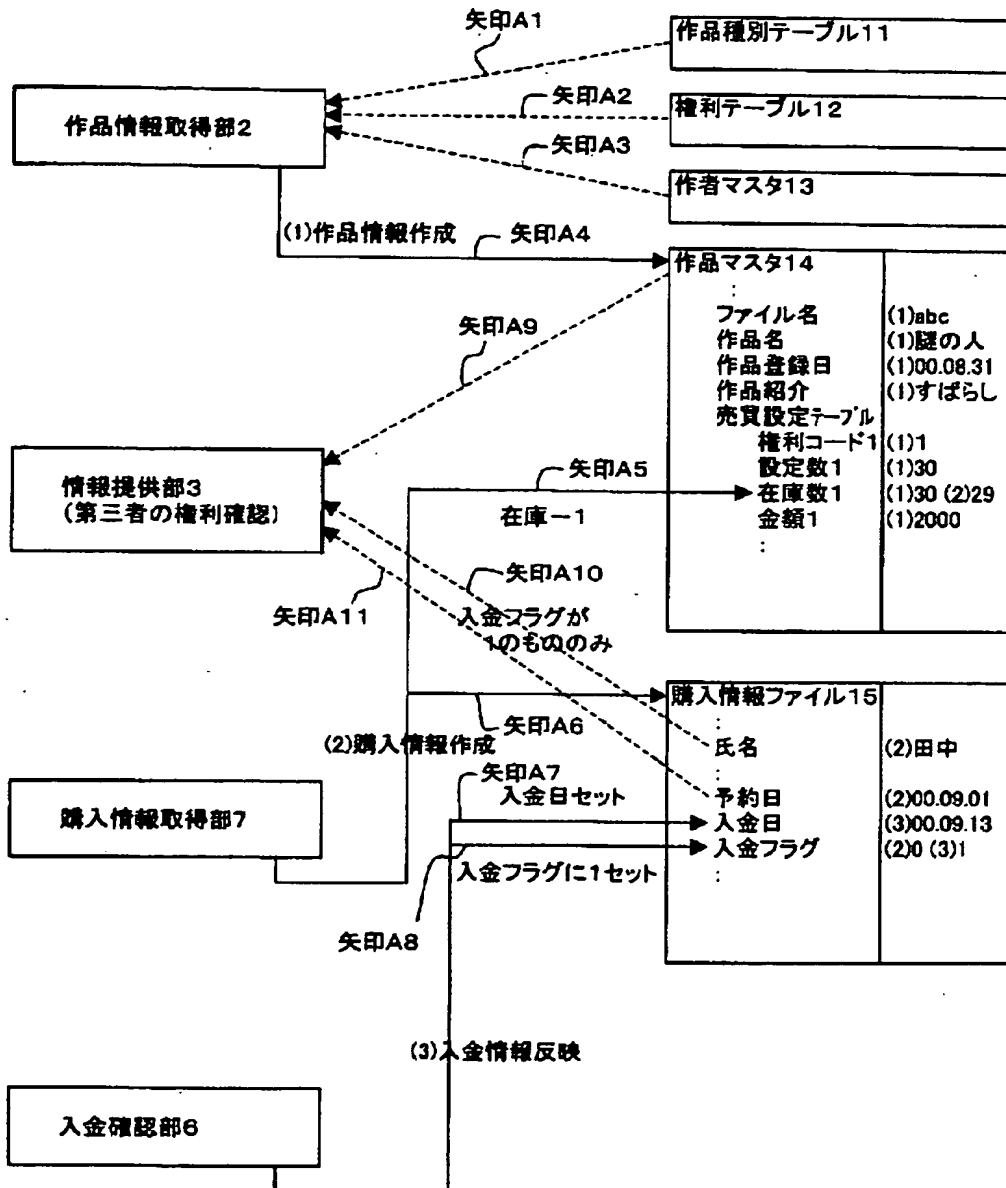 矢印A1
作品種別テーブル11
作品情報取得部2
矢印A2
権利テーブル12
矢印A3
作者マスタ13
(1)作品情報作成
矢印A4
作品マスタ14
:
ファイル名 (1)abc
作品名 (1)謎の人
作品登録日 (1)00.08.31
作品紹介 (1)すばらし
売買設定テーブル
権利コード1 (1)1
設定数1 (1)30
在庫数1 (1)30 (2)29
金額1 (1)2000
:
矢印A9
情報提供部3
(第三者の権利確認)
矢印A5
在庫-1
矢印A10
矢印A11
入金フラグが
1のもののみ
購入情報ファイル15
:
氏名 (2)田中
:
予約日 (2)00.09.01
入金日 (3)00.09.13
入金フラグ (2)0 (3)1
:
矢印A6
(2)購入情報作成
矢印A7
入金日セット
購入情報取得部7
入金フラグに1セット
矢印A8
(3)入金情報反映
入金確認部6